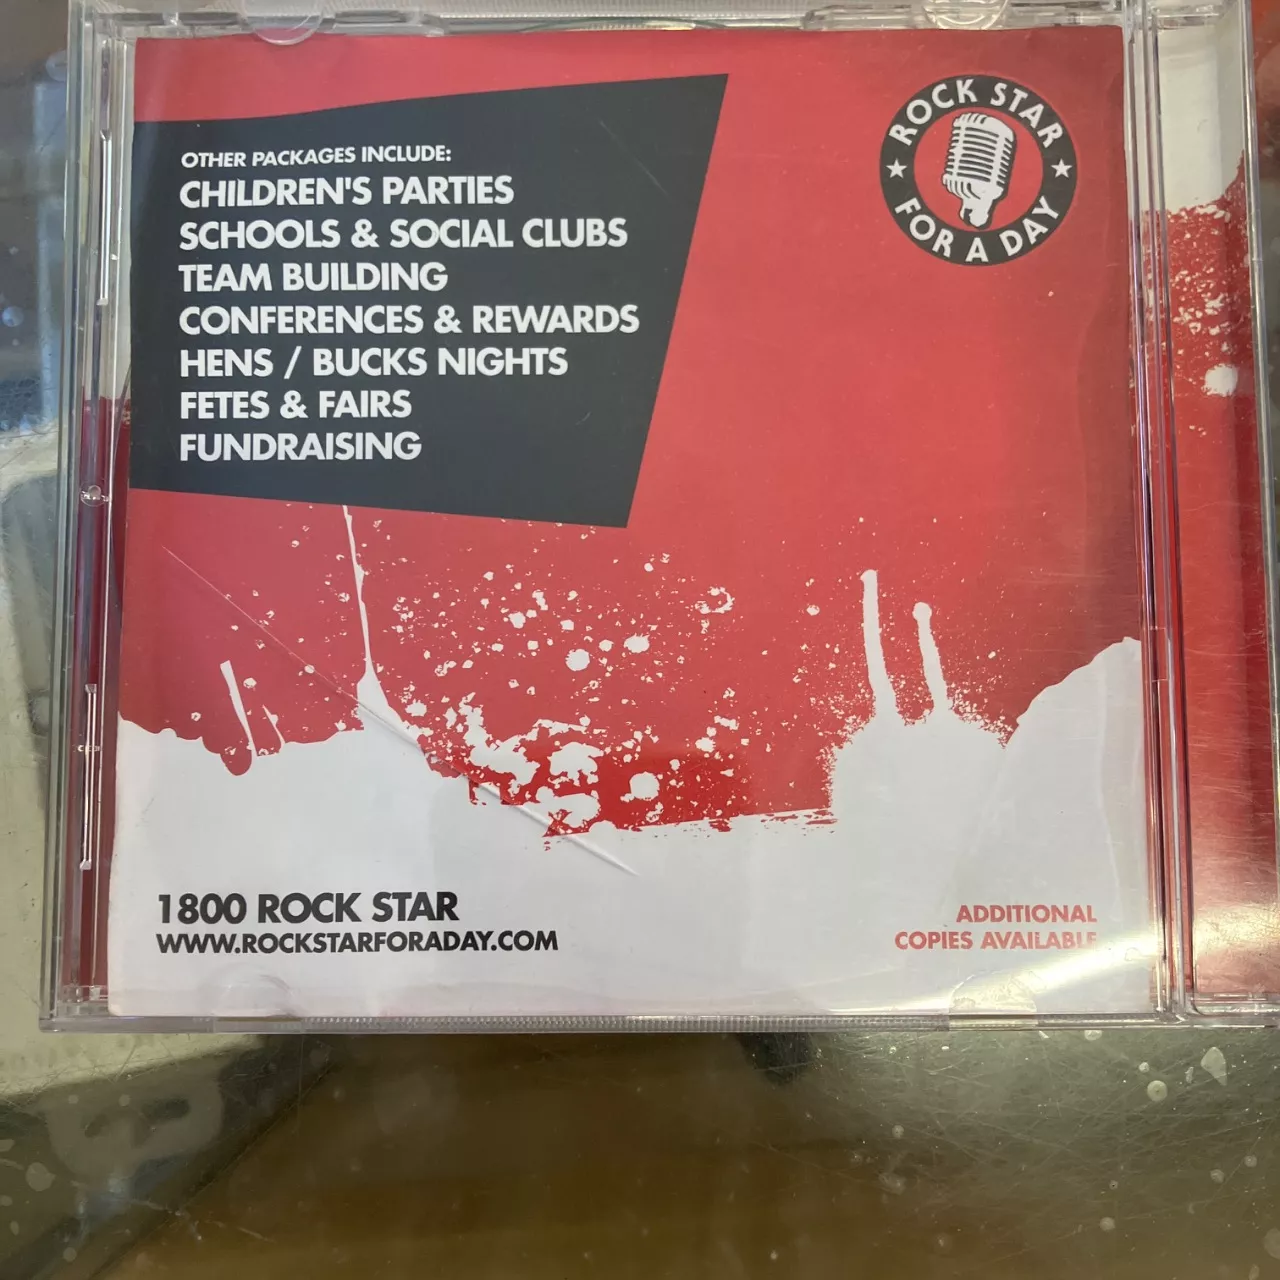 OTHER PACKAGES INCLUDE:
CHILDREN'S PARTIES
SCHOOLS & SOCIAL CLUBS
TEAM BUILDING
CONFERENCES & REWARDS
HENS / BUCKS NIGHTS
FETES & FAIRS
FUNDRAISING
ROCK STAR
FOR A DAY
1800 ROCK STAR
WWW.ROCKSTARFORADAY.COM
ADDITIONAL
COPIES AVAILABLE